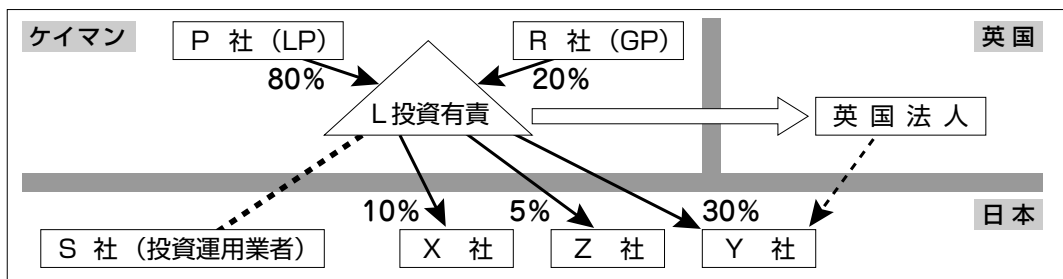 ケイマン
P 社（LP）
R 社（GP）
英国
80%
20%
L投資有責
英国法人
10%
5%
30%
日本
S 社（投資運用業者）
X 社
Z 社
Y 社